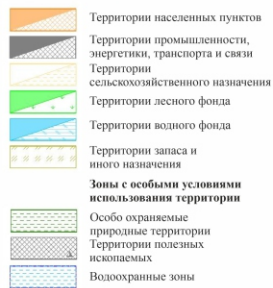 Территории населенных пунктов
Территории промышленности,
энергетики, транспорта и связи
Территории
сельскохозяйственного назначения
Территории лесного фонда
Территории водного фонда
Территории запаса и
иного назначения
Зоны с особыми условиями
использования территории
Особо охраняемые
природные территории
Территории полезных
ископаемых
Водоохранные зоны